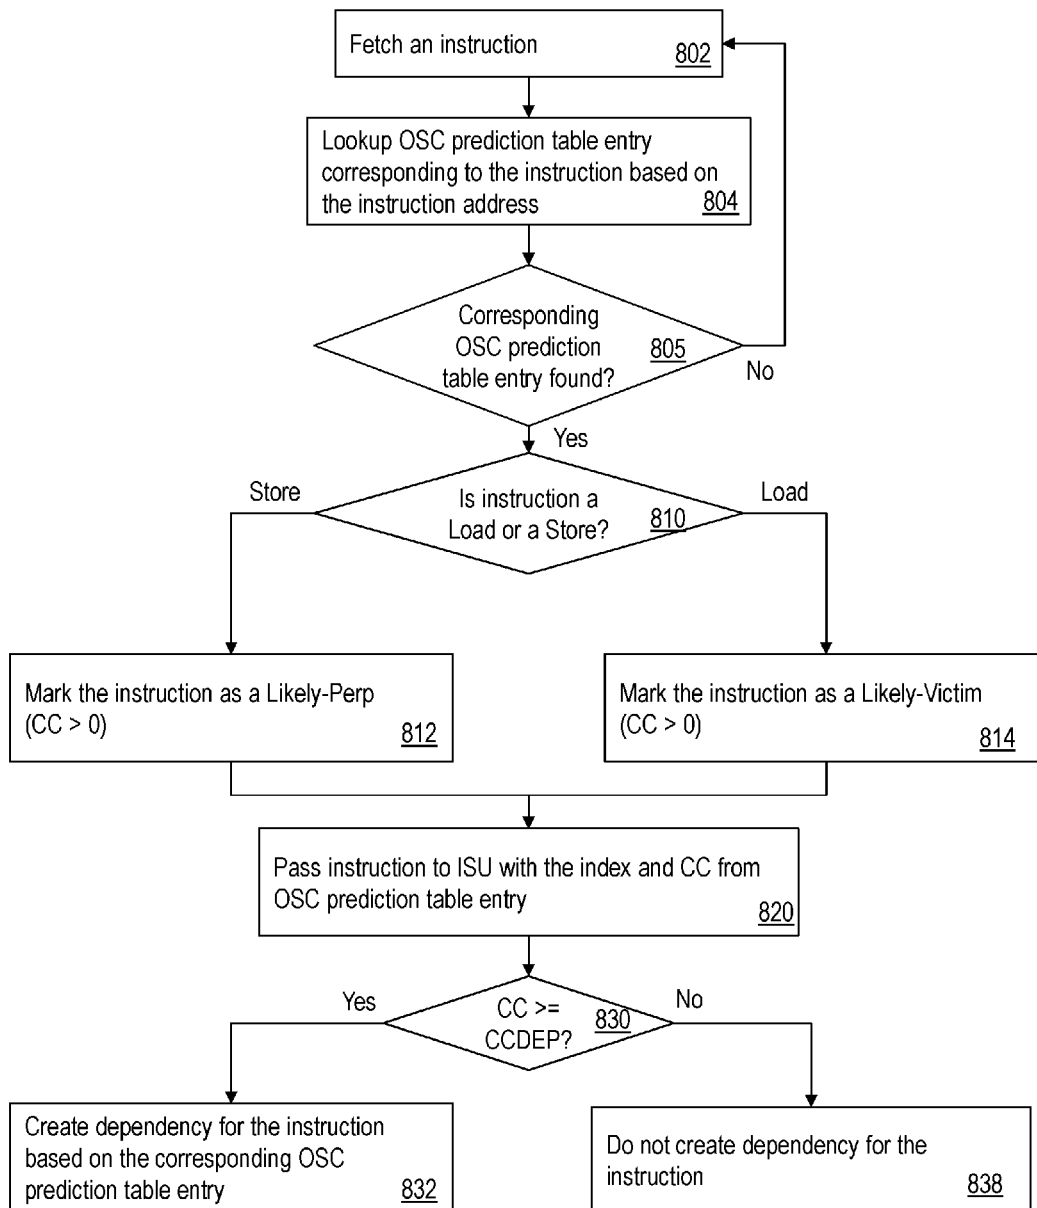 Fetch an instruction
802
Lookup OSC prediction table entry
corresponding to the instruction based on
the instruction address
804
Corresponding
OSC prediction
table entry found?
805
No
Yes
Store
Is instruction a
Load or a Store?
810
Load
Mark the instruction as a Likely-Perp
(CC > 0)
812
Mark the instruction as a Likely-Victim
(CC > 0)
814
Pass instruction to ISU with the index and CC from
OSC prediction table entry
820
Yes
CC >=
CCDEP?
830
No
Create dependency for the instruction
based on the corresponding OSC
prediction table entry
832
Do not create dependency for the
instruction
838